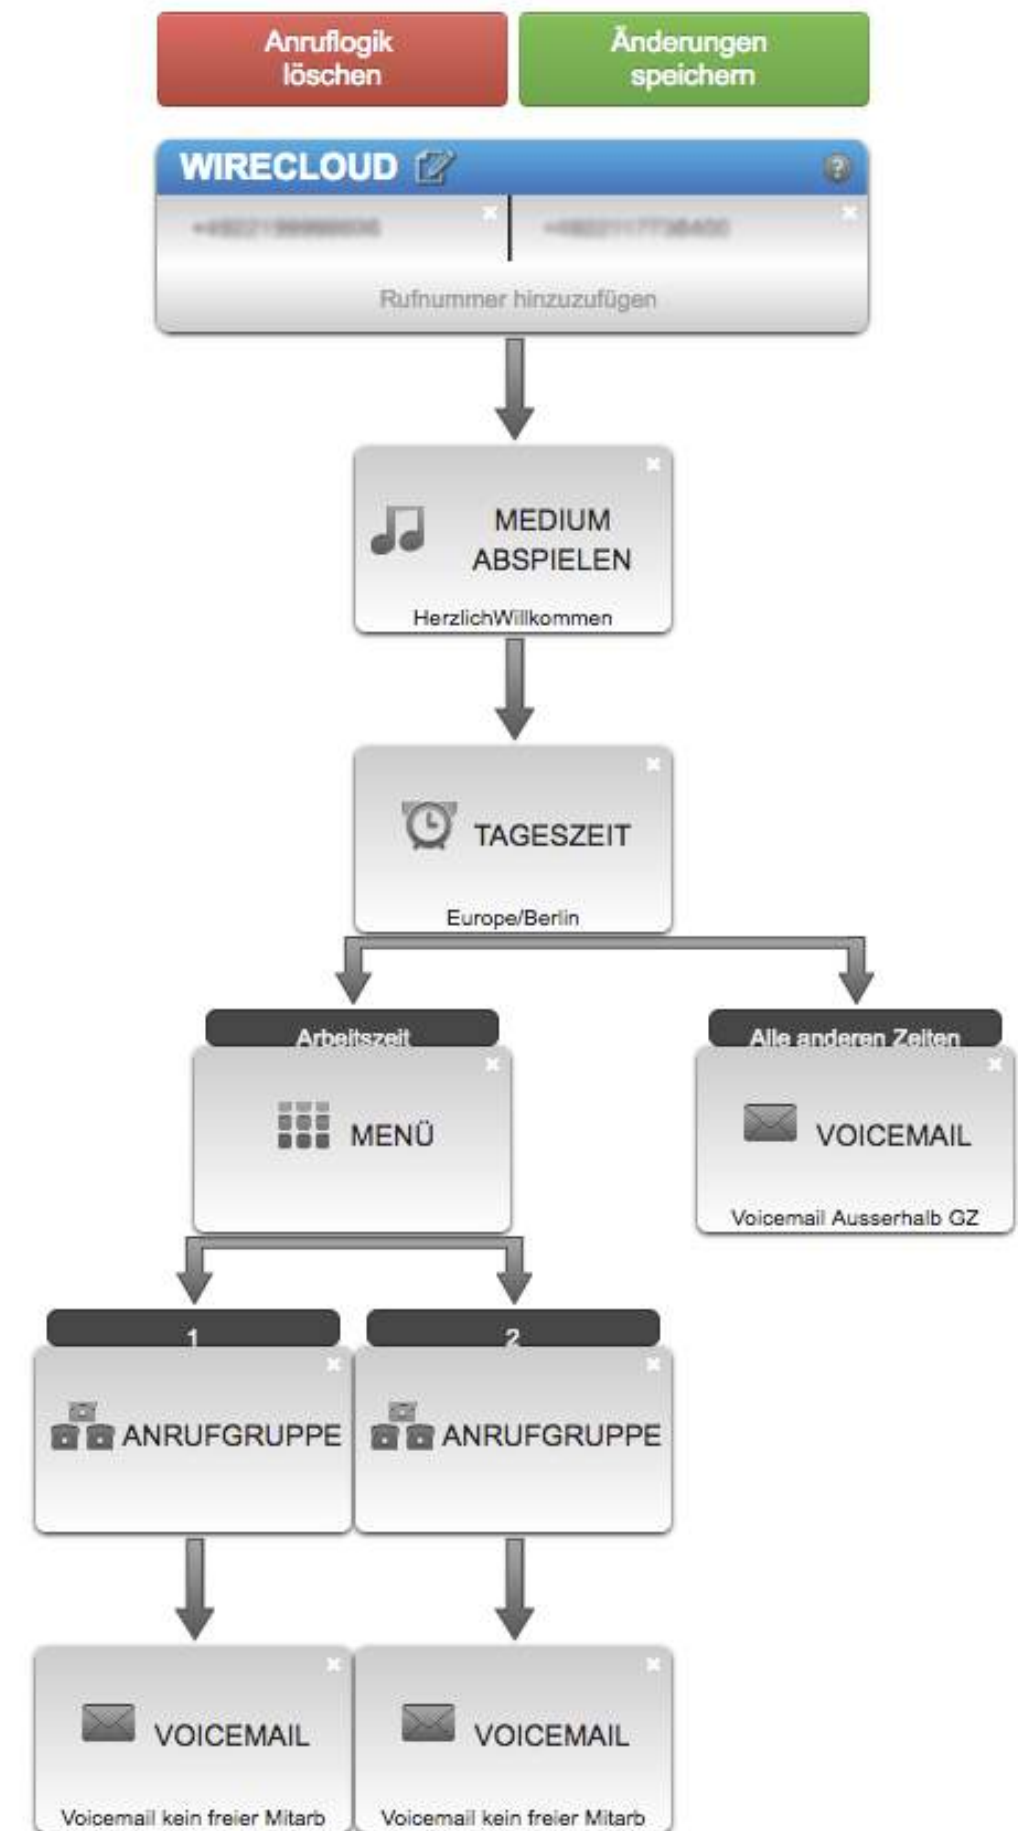 Anruflogik
löschen
Änderungen
speichern
WIRECLOUD
Rufnummer hinzuzufügen
MEDIUM
ABSPIELEN
HerzlichWillkommen
TAGESZEIT
Europe/Berlin
Arbeitszeit
Alle anderen Zeiten
MENÜ
VOICEMAIL
Voicemail Ausserhalb GZ
1
2
ANRUFGRUPPE
ANRUFGRUPPE
VOICEMAIL
VOICEMAIL
Voicemail kein freier Mitarb
Voicemail kein freier Mitarb